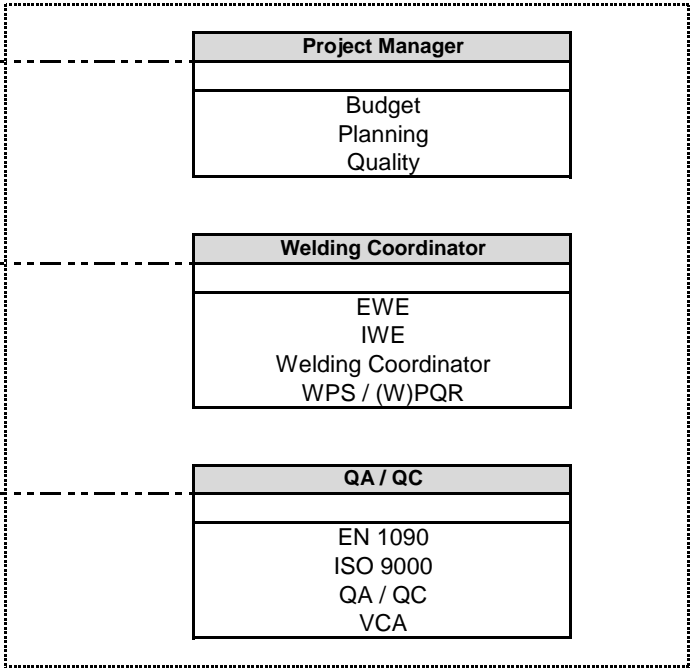 Project Manager
Budget
Planning
Quality
Welding Coordinator
EWE
IWE
Welding Coordinator
WPS / (W)PQR
QA / QC
EN 1090
ISO 9000
QA / QC
VCA